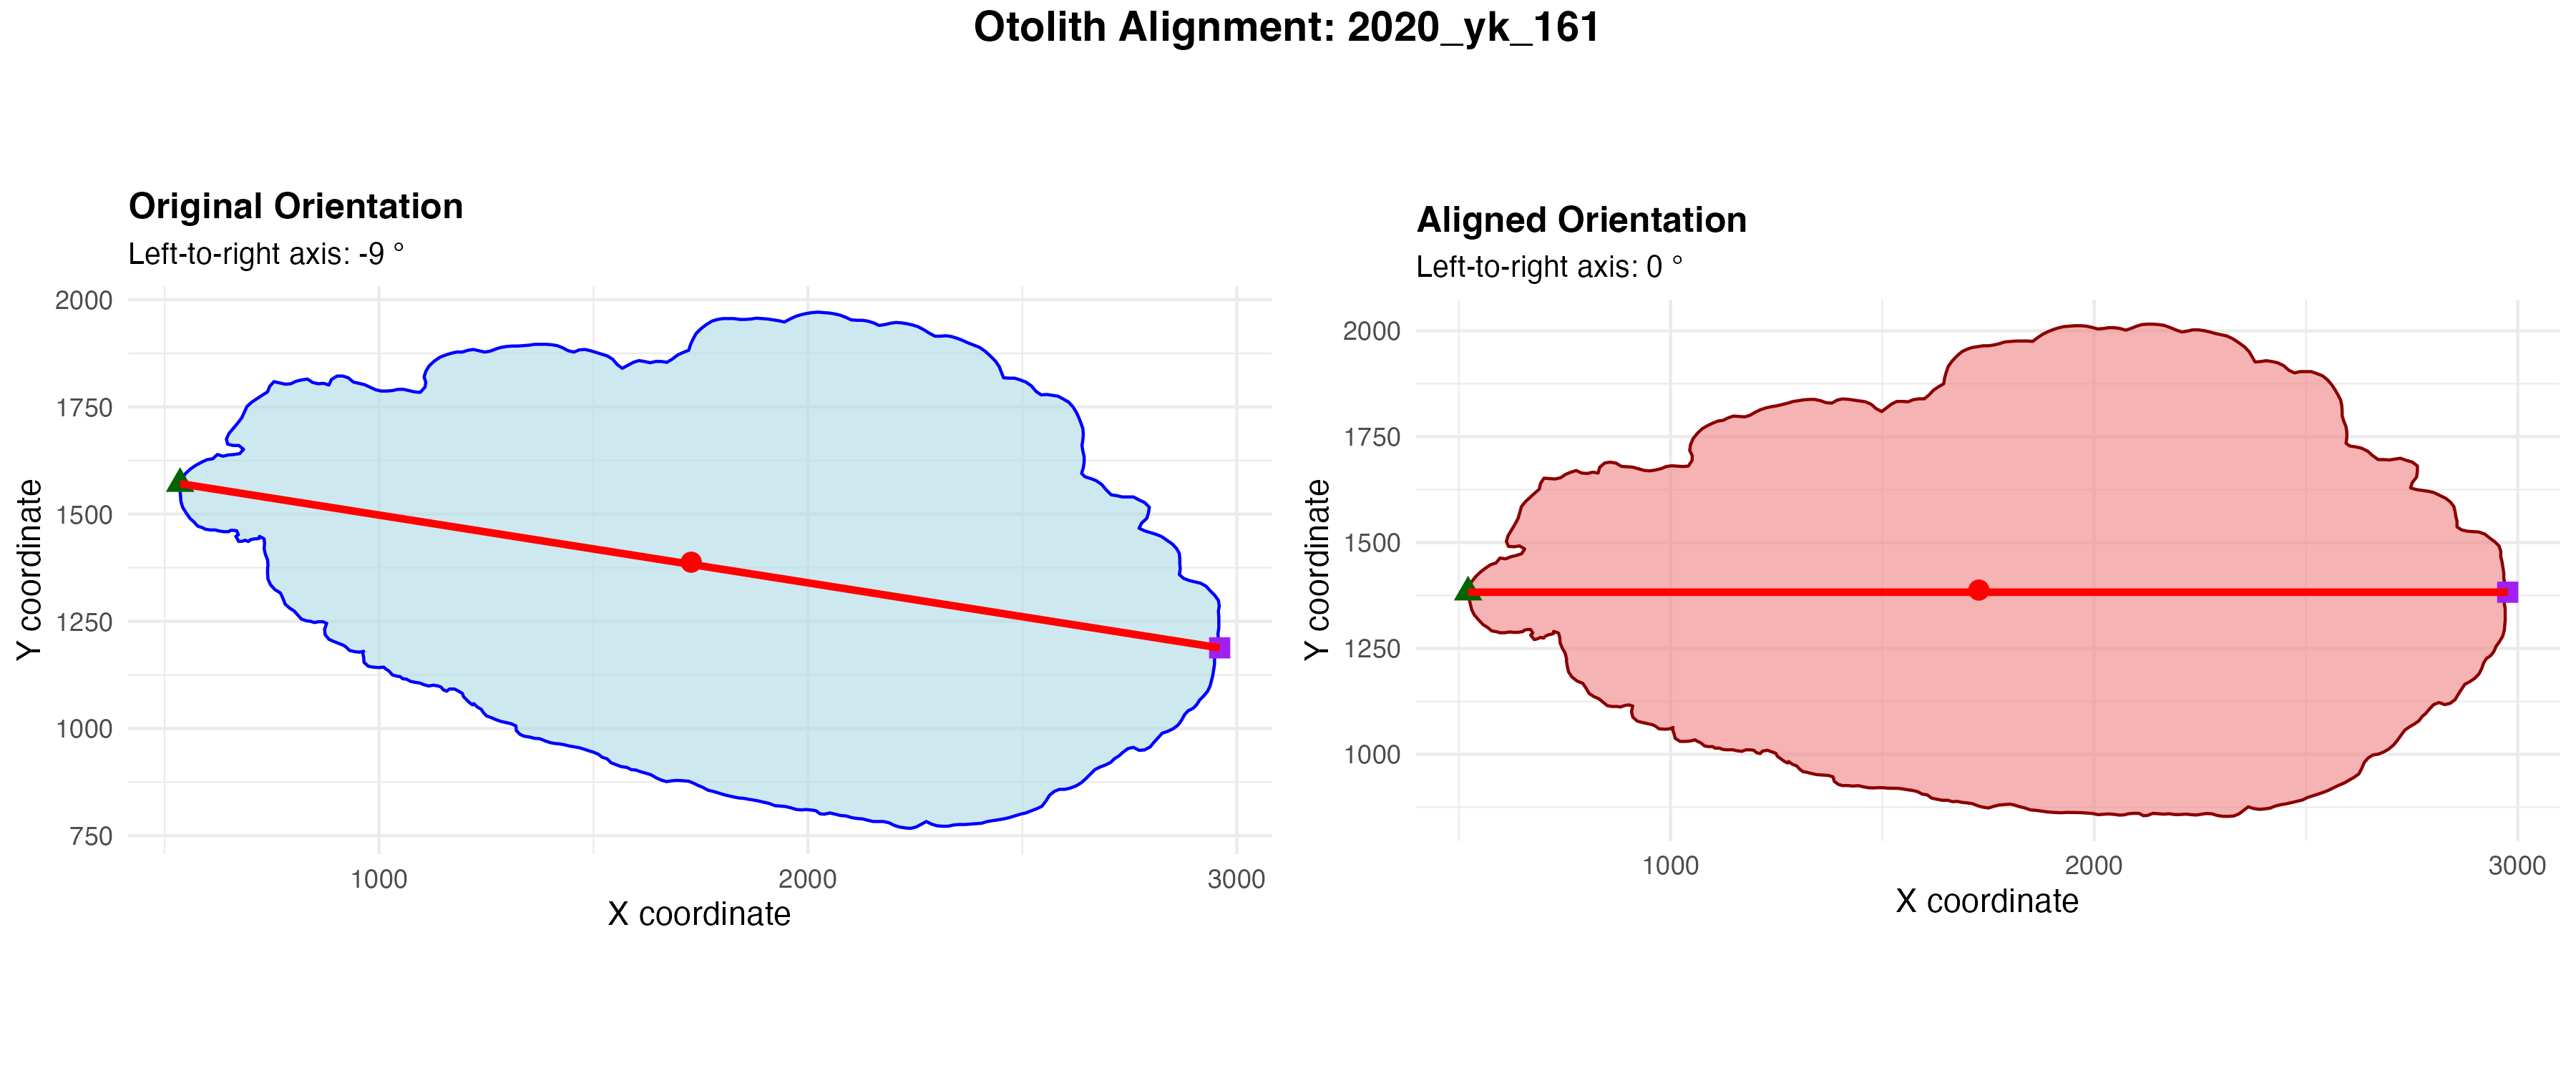 Otolith Alignment: 2020_yk_161
Original Orientation
Left-to-right axis: -9 °
2000
1750
1500
1250
1000
750
Y coordinate
1000
2000
3000
X coordinate
Aligned Orientation
Left-to-right axis: 0 °
2000
1750
1500
1250
1000
Y coordinate
1000
2000
3000
X coordinate